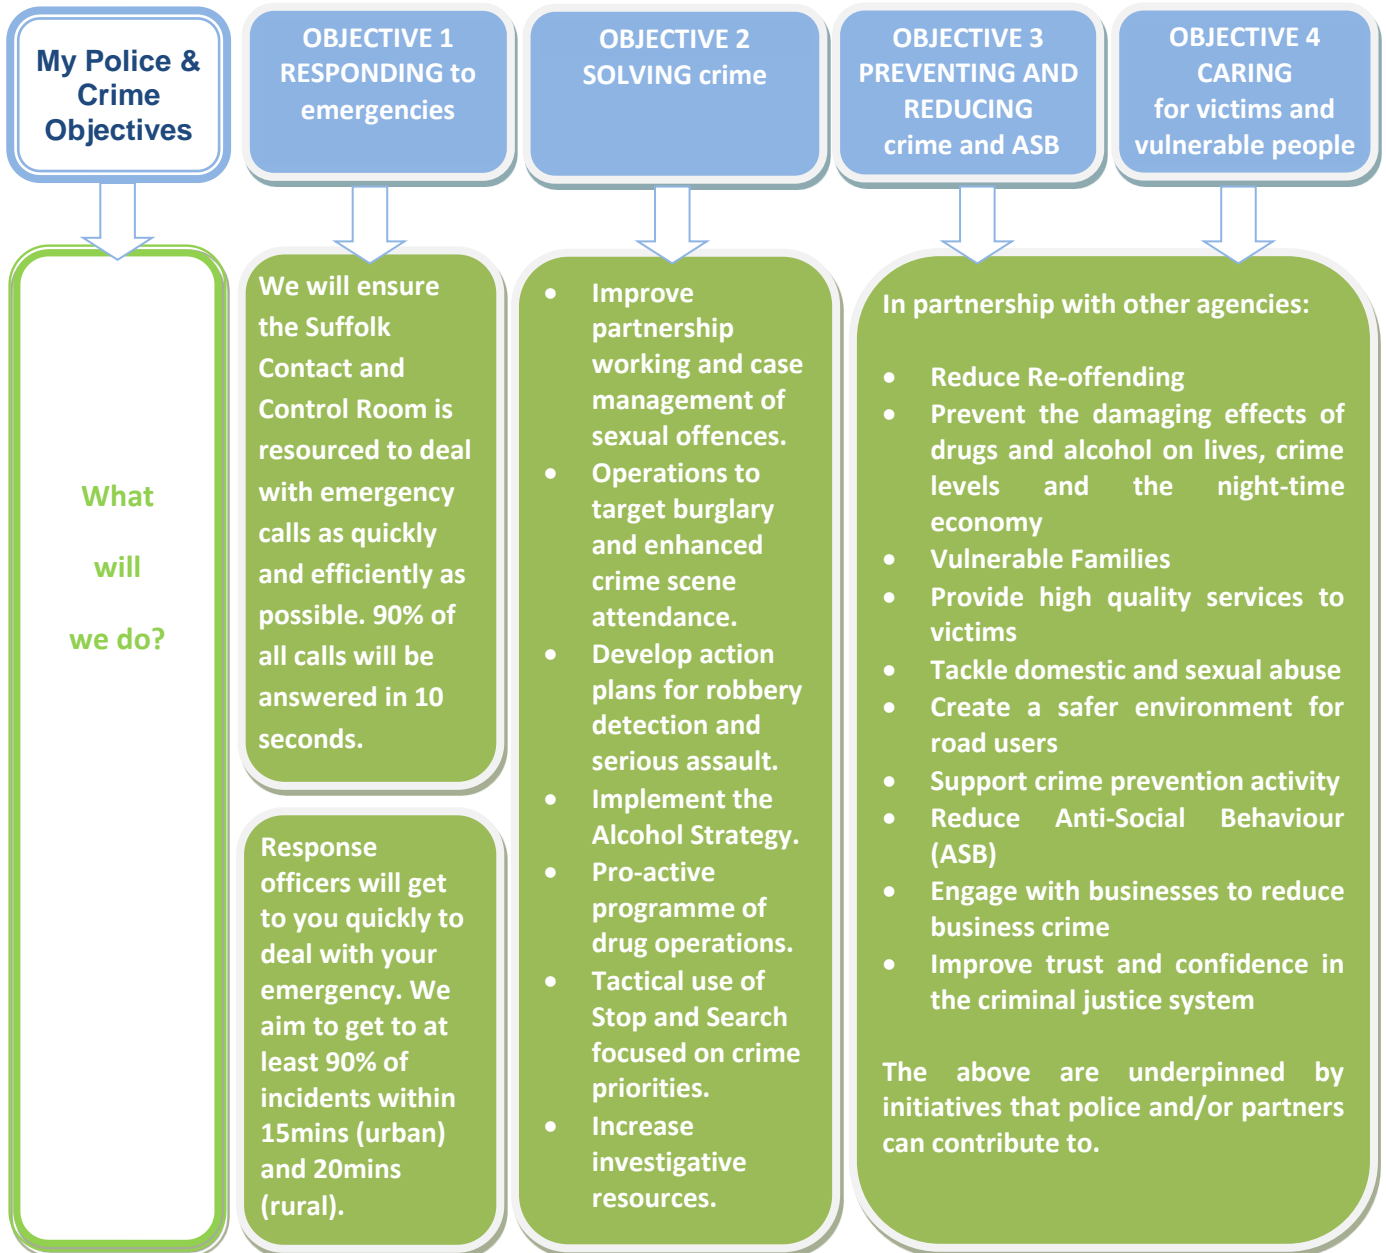 My Police &
Crime
Objectives
OBJECTIVE 1
RESPONDING to
emergencies
OBJECTIVE 2
SOLVING crime
OBJECTIVE 3
PREVENTING AND
REDUCING
crime and ASB
OBJECTIVE 4
CARING
for victims and
vulnerable people
What
will
we do?
We will ensure
the Suffolk
Contact and
Control Room is
resourced to deal
with emergency
calls as quickly
and efficiently as
possible. 90% of
all calls will be
answered in 10
seconds.
Response
officers will get
to you quickly to
deal with your
emergency. We
aim to get to at
least 90% of
incidents within
15mins (urban)
and 20mins
(rural).
• Improve
partnership
working and case
management of
sexual offences.
• Operations to
target burglary
and enhanced
crime scene
attendance.
• Develop action
plans for robbery
detection and
serious assault.
• Implement the
Alcohol Strategy.
• Pro-active
programme of
drug operations.
• Tactical use of
Stop and Search
focused on crime
priorities.
• Increase
investigative
resources.
In partnership with other agencies:
• Reduce Re-offending
• Prevent the damaging effects of
drugs and alcohol on lives, crime
levels and the night-time
economy
• Vulnerable Families
• Provide high quality services to
victims
• Tackle domestic and sexual abuse
• Create a safer environment for
road users
• Support crime prevention activity
• Reduce Anti-Social Behaviour
(ASB)
• Engage with businesses to reduce
business crime
• Improve trust and confidence in
the criminal justice system
The above are underpinned by
initiatives that police and/or partners
can contribute to.